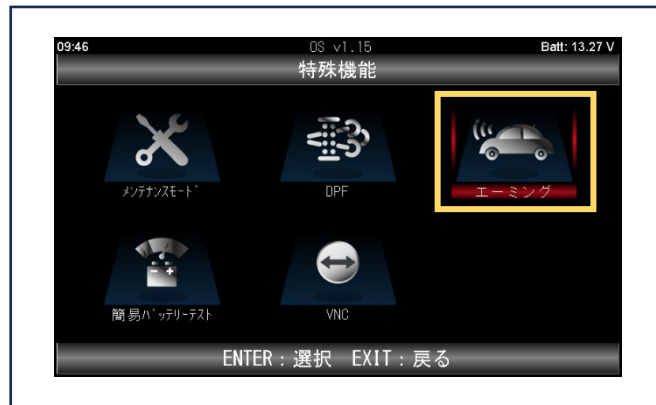 09:46 OS v1.15 Batt: 13.27 V
特殊機能
ﾒﾝﾃﾅﾝｽﾓｰﾄﾞ DPF エーミング
簡易ﾊﾞｯﾃﾘｰﾃｽﾄ VNC
ENTER：選択 EXIT：戻る